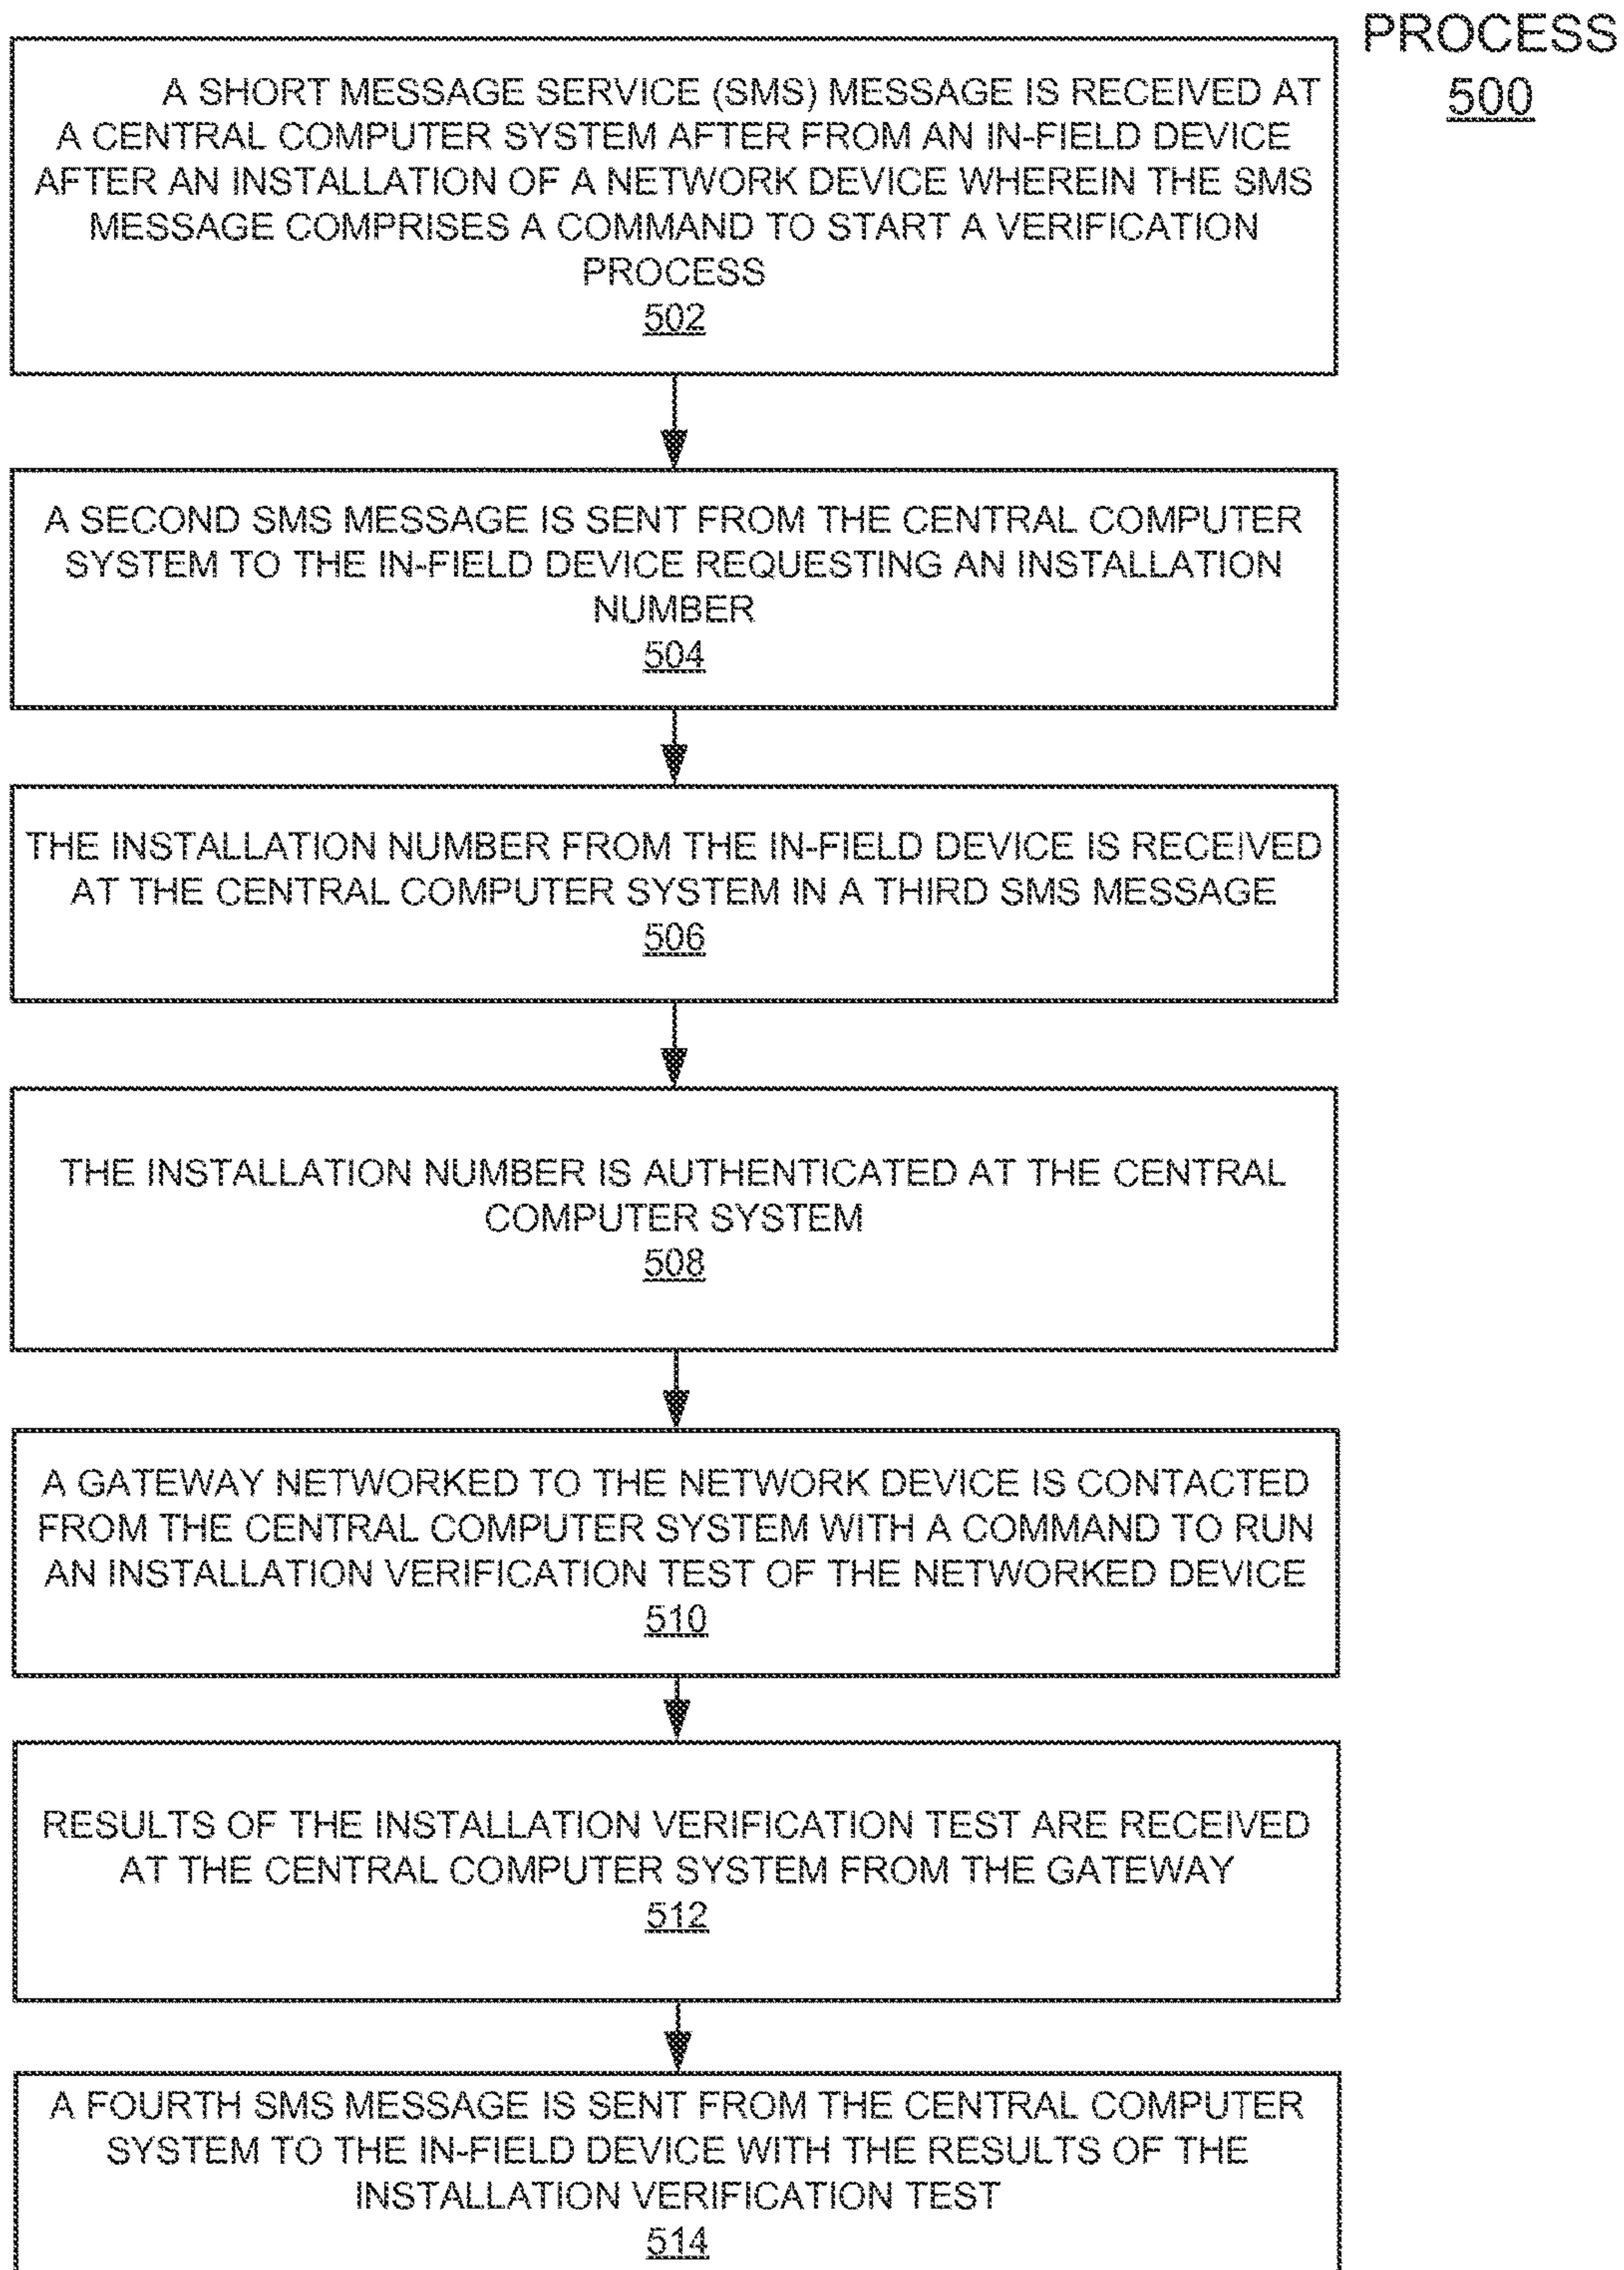 PROCESS
500
A SHORT MESSAGE SERVICE (SMS) MESSAGE IS RECEIVED AT
A CENTRAL COMPUTER SYSTEM AFTER FROM AN IN-FIELD DEVICE
AFTER AN INSTALLATION OF A NETWORK DEVICE WHEREIN THE SMS
MESSAGE COMPRISES A COMMAND TO START A VERIFICATION
PROCESS
502
A SECOND SMS MESSAGE IS SENT FROM THE CENTRAL COMPUTER
SYSTEM TO THE IN-FIELD DEVICE REQUESTING AN INSTALLATION
NUMBER
504
THE INSTALLATION NUMBER FROM THE IN-FIELD DEVICE IS RECEIVED
AT THE CENTRAL COMPUTER SYSTEM IN A THIRD SMS MESSAGE
506
THE INSTALLATION NUMBER IS AUTHENTICATED AT THE CENTRAL
COMPUTER SYSTEM
508
A GATEWAY NETWORKED TO THE NETWORK DEVICE IS CONTACTED
FROM THE CENTRAL COMPUTER SYSTEM WITH A COMMAND TO RUN
AN INSTALLATION VERIFICATION TEST OF THE NETWORKED DEVICE
510
RESULTS OF THE INSTALLATION VERIFICATION TEST ARE RECEIVED
AT THE CENTRAL COMPUTER SYSTEM FROM THE GATEWAY
512
A FOURTH SMS MESSAGE IS SENT FROM THE CENTRAL COMPUTER
SYSTEM TO THE IN-FIELD DEVICE WITH THE RESULTS OF THE
INSTALLATION VERIFICATION TEST
514